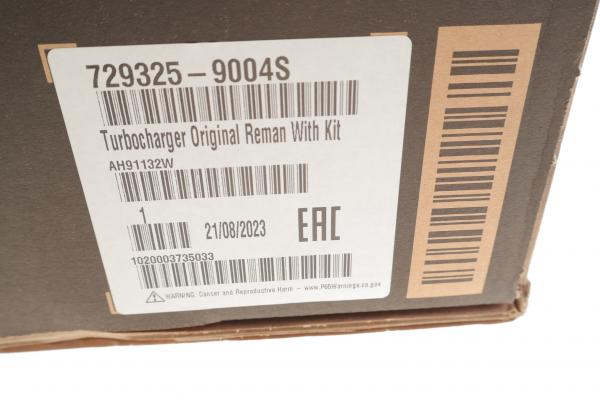 729325-9004S
Turbocharger Original Reman With Kit
AH91132W
1
21/08/2023
EAC
1020003735033
WARNING: Cancer and Reproductive Harm - www.P65Warnings.ca.gov